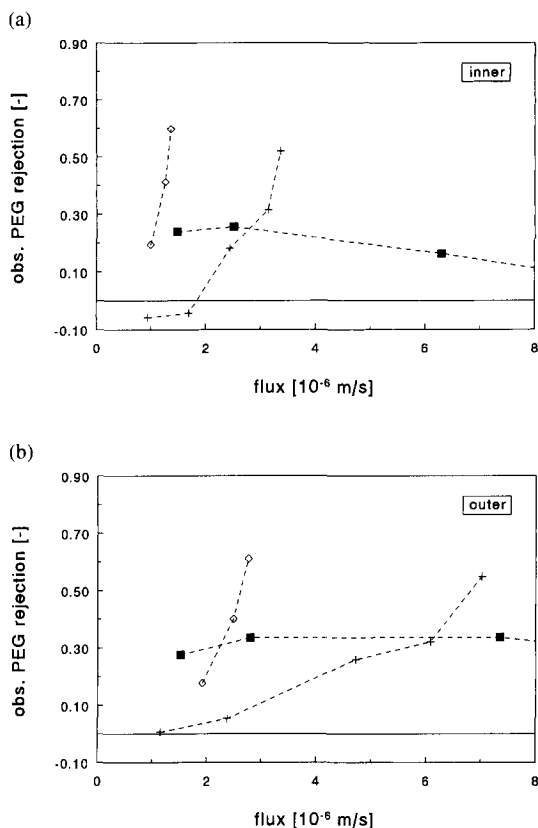 (a)
0.90
inner
0.70
0.50
0.30
0.10
-0.10
obs. PEG rejection [-]
0 2 4 6 8
flux [10⁻⁶ m/s]
(b)
0.90
outer
0.70
0.50
0.30
0.10
-0.10
obs. PEG rejection [-]
0 2 4 6 8
flux [10⁻⁶ m/s]